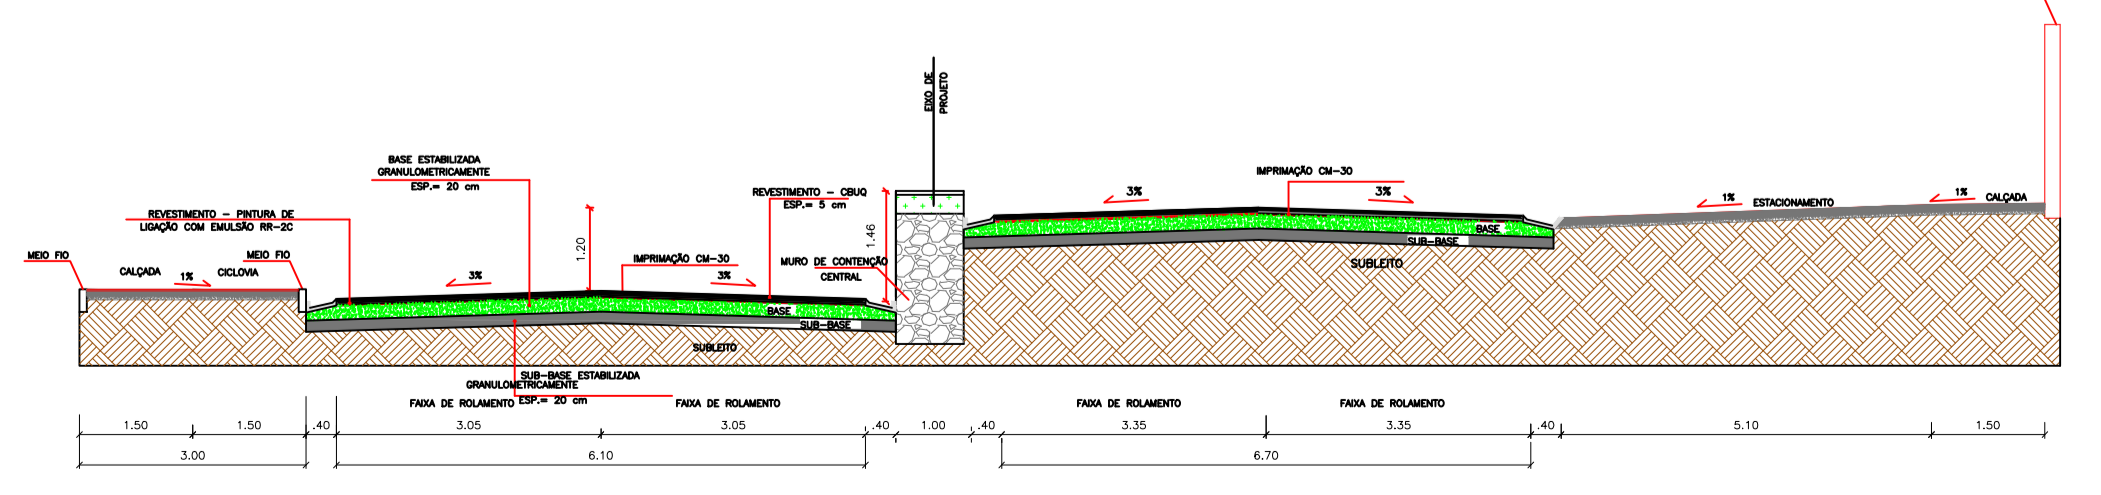 EIXO DE
PROJETO
BASE ESTABILIZADA
GRANULOMETRICAMENTE
ESP.= 20 cm
REVESTIMENTO - PINTURA DE
LIGAÇÃO COM EMULSÃO RR-2C
MEIO FIO
MEIO FIO
CALÇADA
1%
CICLOVIA
3%
1.20
IMPRIMAÇÃO CM-30
3%
REVESTIMENTO - CBUQ
ESP.= 5 cm
1.46
MURO DE CONTENÇÃO
CENTRAL
BASE
SUB-BASE
SUBLEITO
SUB-BASE ESTABILIZADA
GRANULOMETRICAMENTE
ESP.= 20 cm
3%
IMPRIMAÇÃO CM-30
3%
BASE
SUB-BASE
SUBLEITO
1%
ESTACIONAMENTO
1%
CALÇADA
FAIXA DE ROLAMENTO
FAIXA DE ROLAMENTO
FAIXA DE ROLAMENTO
FAIXA DE ROLAMENTO
1.50 1.50 .40 3.05 3.05 .40 1.00 .40 3.35 3.35 .40 5.10 1.50
3.00 6.10 6.70